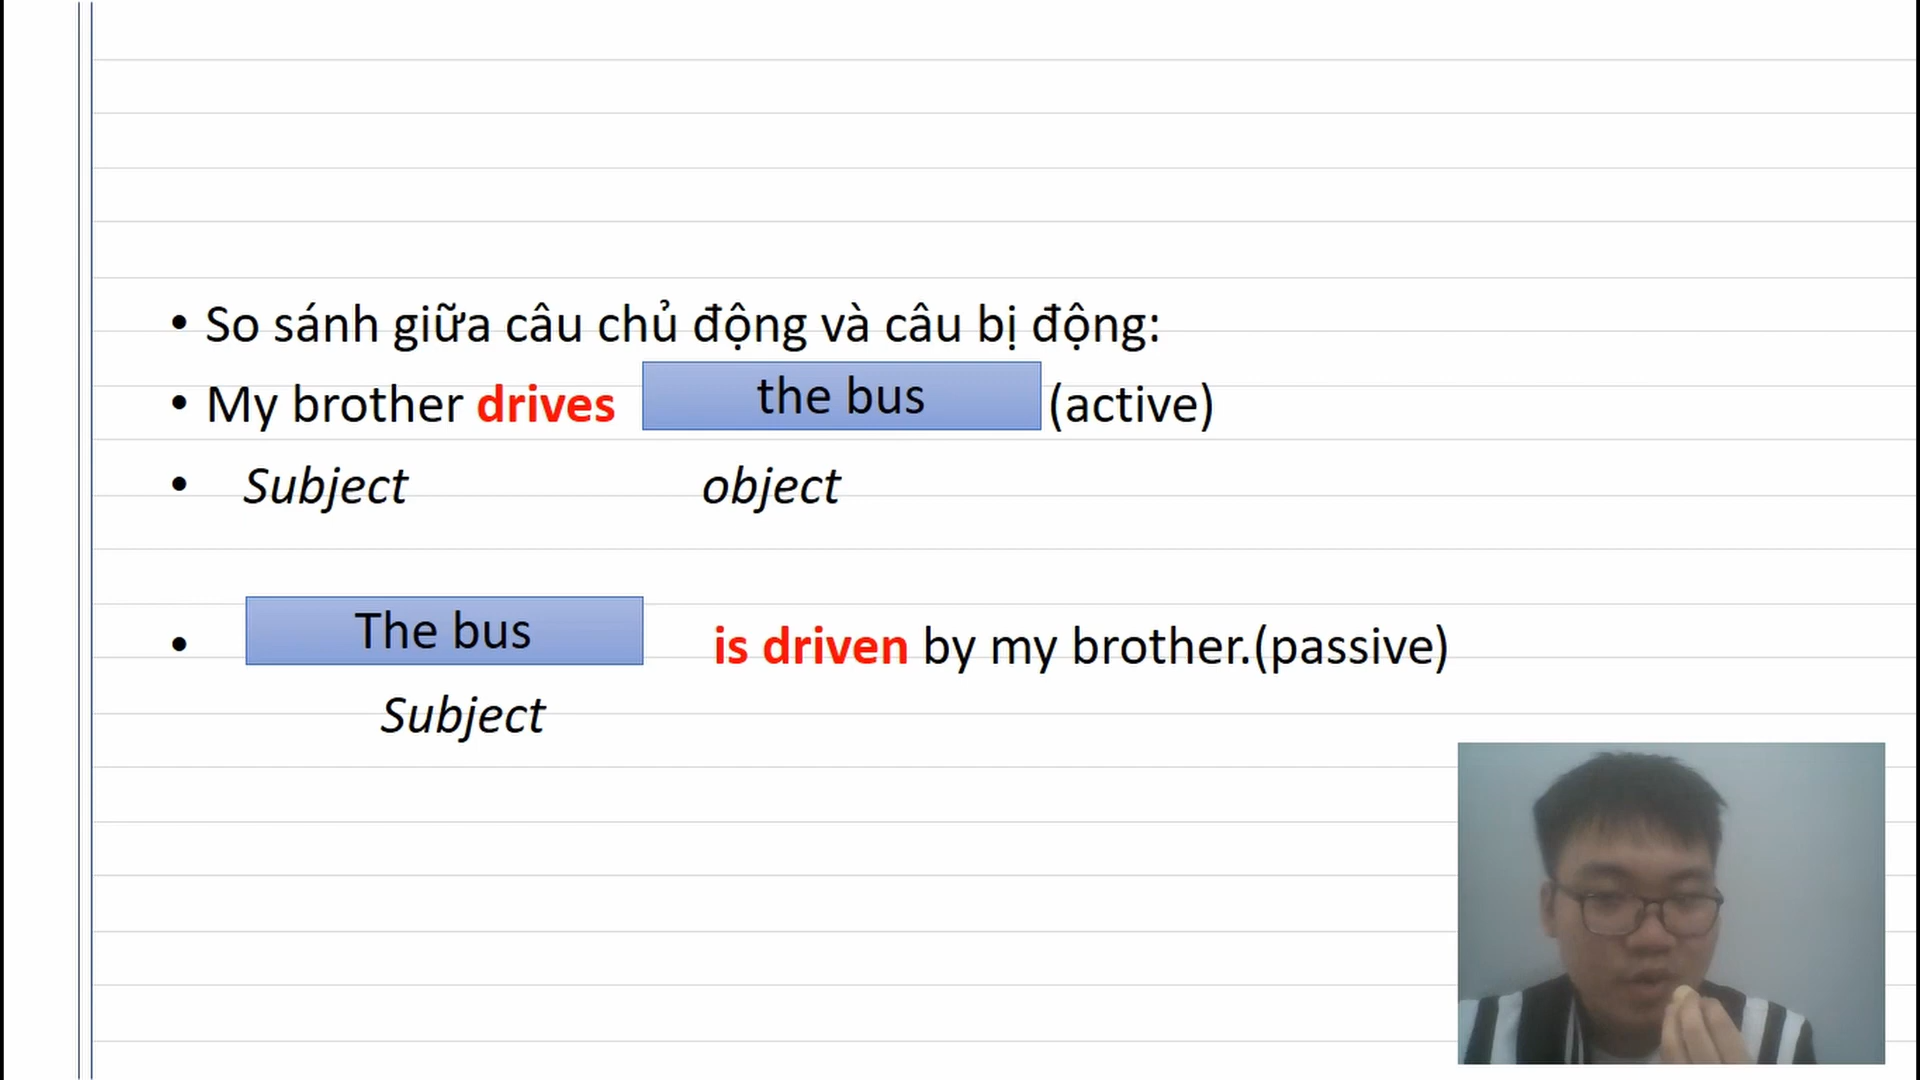 • So sánh giữa câu chủ động và câu bị động:
• My brother drives the bus (active)
• Subject object
• The bus is driven by my brother.(passive)
Subject